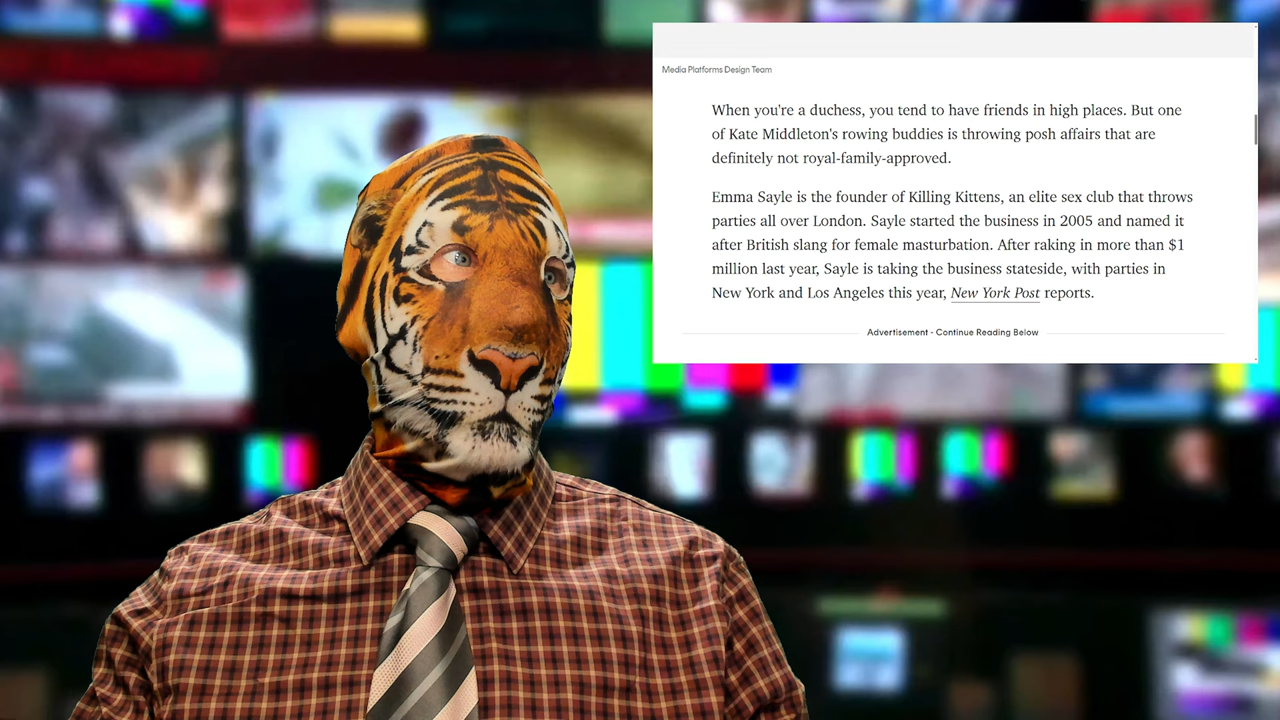 Media Platforms Design Team
When you're a duchess, you tend to have friends in high places. But one
of Kate Middleton's rowing buddies is throwing posh affairs that are
definitely not royal-family-approved.
Emma Sayle is the founder of Killing Kittens, an elite sex club that throws
parties all over London. Sayle started the business in 2005 and named it
after British slang for female masturbation. After raking in more than $1
million last year, Sayle is taking the business stateside, with parties in
New York and Los Angeles this year, New York Post reports.
Advertisement - Continue Reading Below